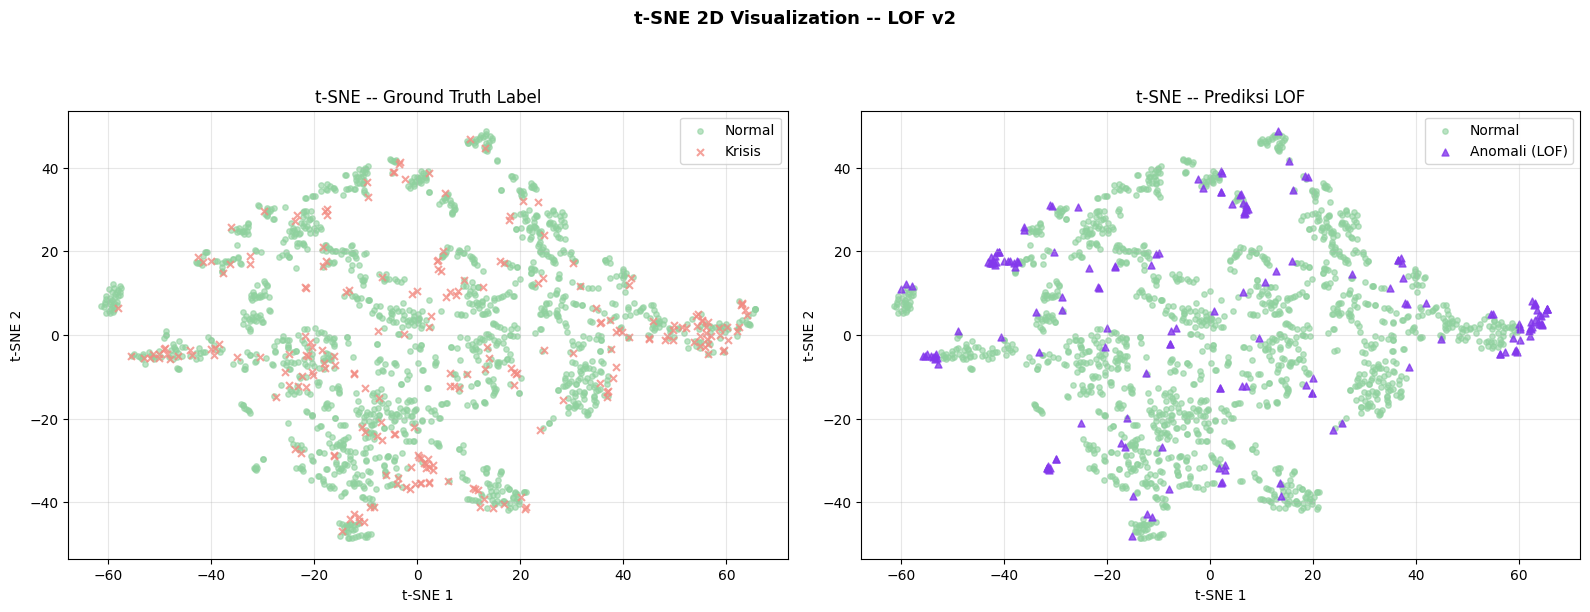 t-SNE 2D Visualization -- LOF v2
t-SNE -- Ground Truth Label
Normal
Krisis
40
20
0
−20
−40
t-SNE 2
−60
−40
−20
0
20
40
60
t-SNE 1
t-SNE -- Prediksi LOF
Normal
Anomali (LOF)
40
20
0
−20
−40
t-SNE 2
−60
−40
−20
0
20
40
60
t-SNE 1